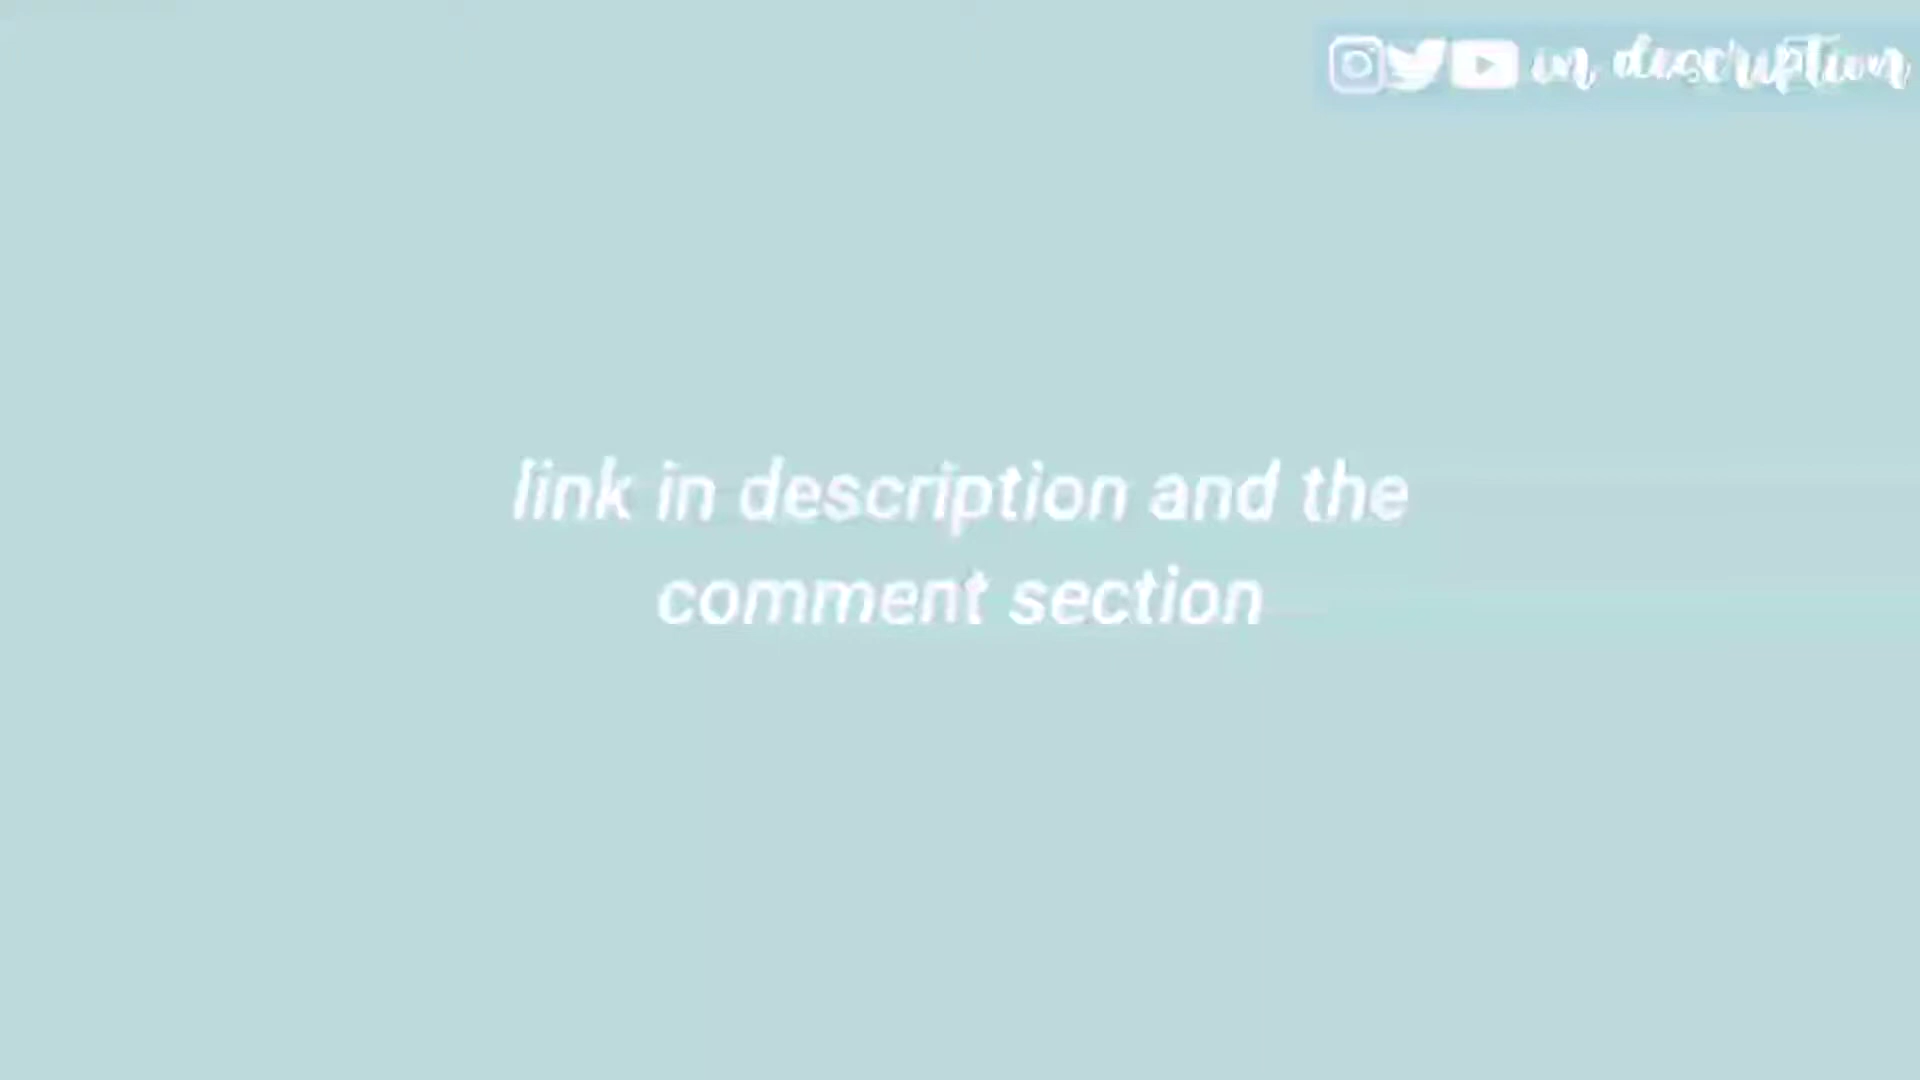 in description
link in description and the
comment section